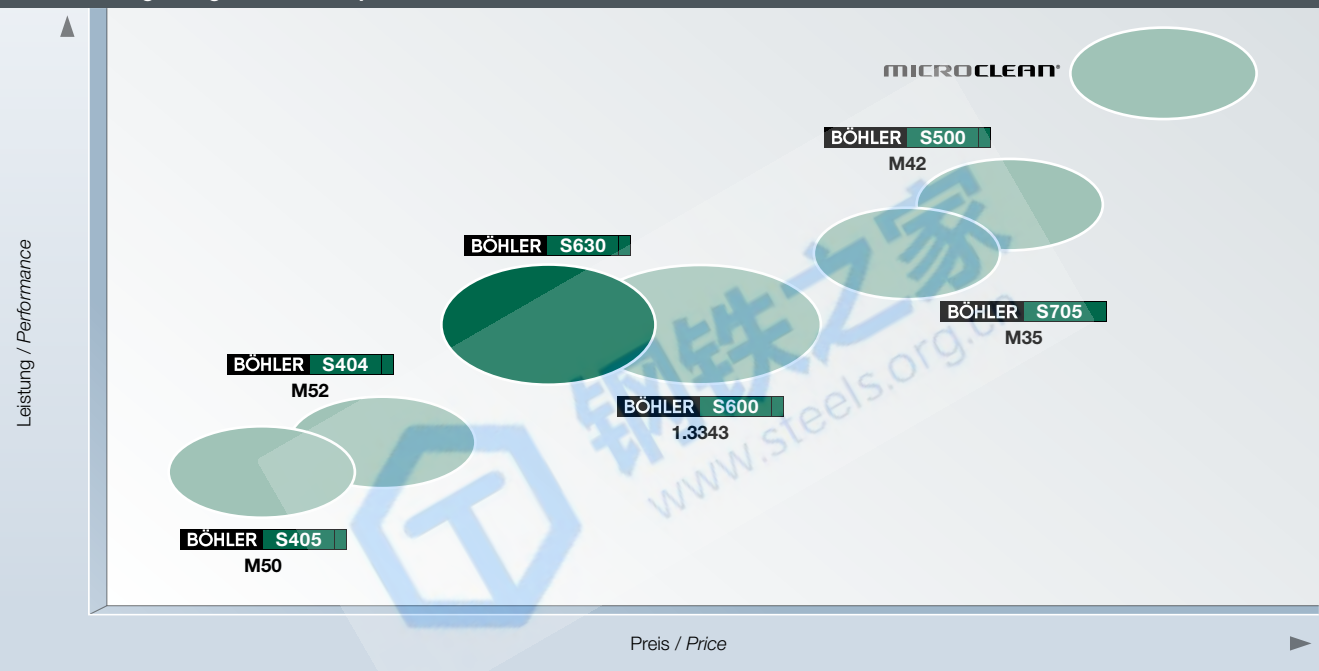 Leistung / Performance
MICROCLEAN®
BÖHLER S500
M42
BÖHLER S630
BÖHLER S705
M35
BÖHLER S404
M52
BÖHLER S600
1.3343
BÖHLER S405
M50
钢铁之家
www.steels.org.cn
Preis / Price